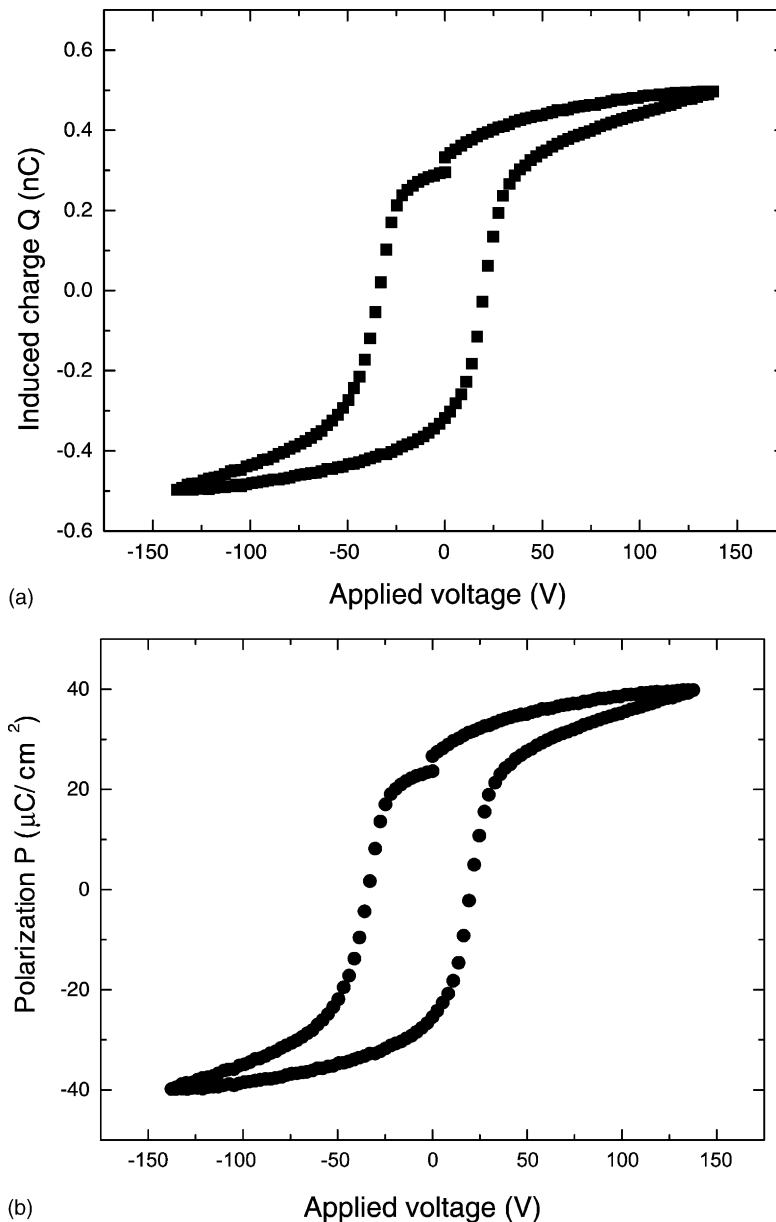 0.6
0.4
0.2
0.0
-0.2
-0.4
-0.6
Induced charge Q (nC)
-150 -100 -50 0 50 100 150
Applied voltage (V)
(a)
40
20
0
-20
-40
Polarization P (μC/ cm 2)
-150 -100 -50 0 50 100 150
Applied voltage (V)
(b)